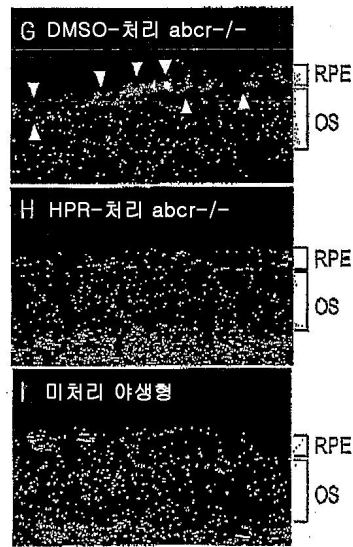 G DMSO-처리 abcr-/-
RPE
OS
H HPR-처리 abcr-/-
RPE
OS
I 미처리 야생형
RPE
OS